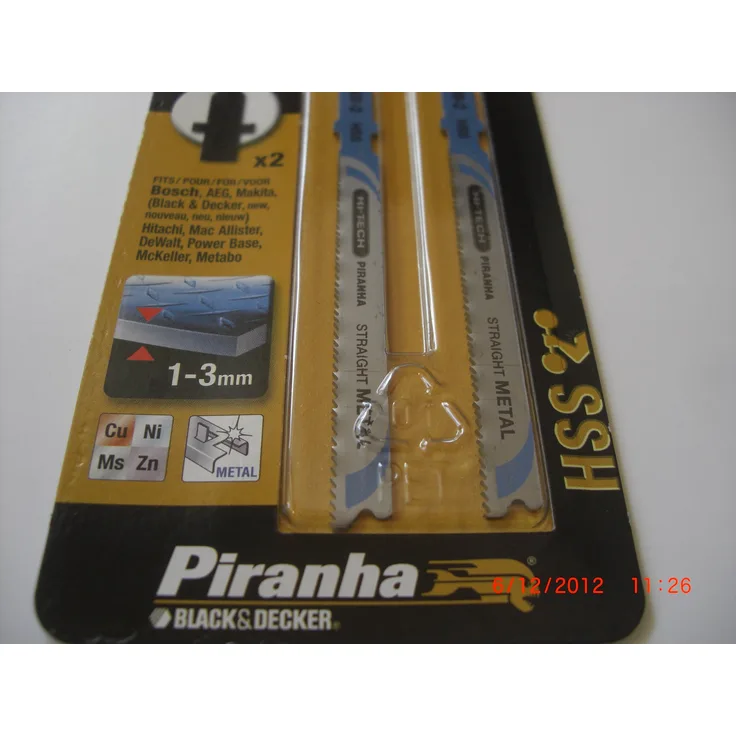 x2
FITS/POUR/FÜR/VOOR
Bosch, AEG, Makita,
(Black & Decker, new,
nouveau, neu, nieuw)
Hitachi, Mac Allister,
DeWalt, Power Base,
McKeller, Metabo
1-3mm
Cu Ni
Ms Zn
METAL
HSS
HI-TECH
PIRANHA
STRAIGHT METAL
HSS
HI-TECH
PIRANHA
STRAIGHT METAL
HSS
Piranha
®
BLACK&DECKER®
6/12/2012 11:26